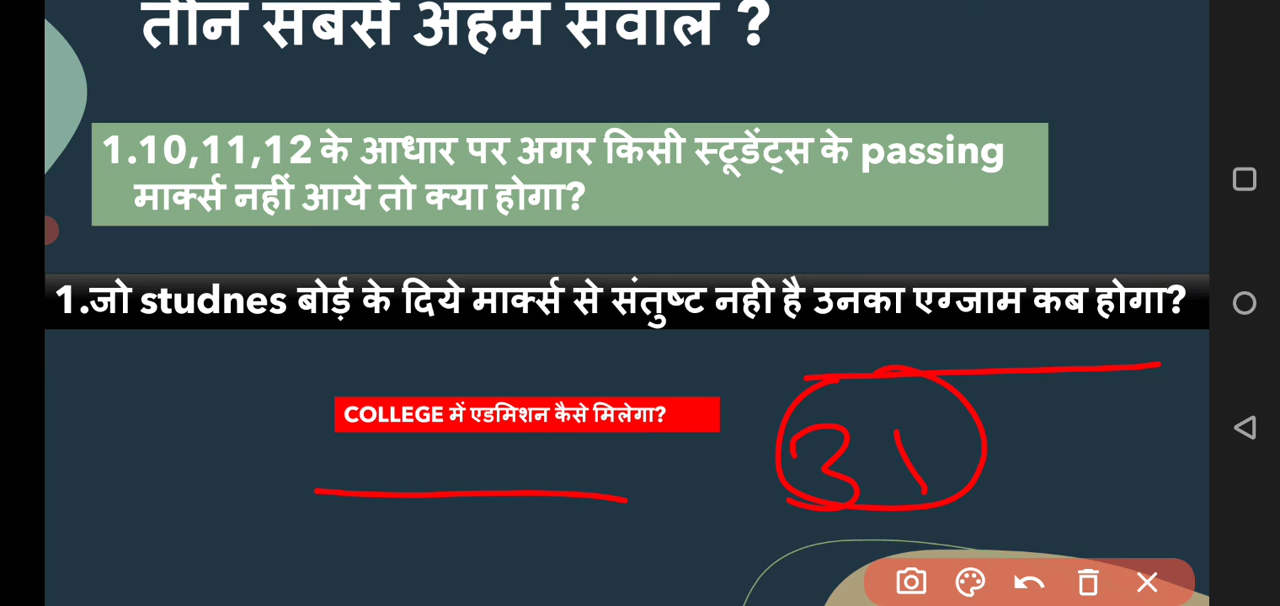 तीन सबसे अहम सवाल ?
1.10,11,12 के आधार पर अगर किसी स्टूडेंट्स के passing
मार्क्स नहीं आये तो क्या होगा?
1.जो studnes बोर्ड के दिये मार्क्स से संतुष्ट नही है उनका एग्जाम कब होगा?
COLLEGE में एडमिशन कैसे मिलेगा?
31